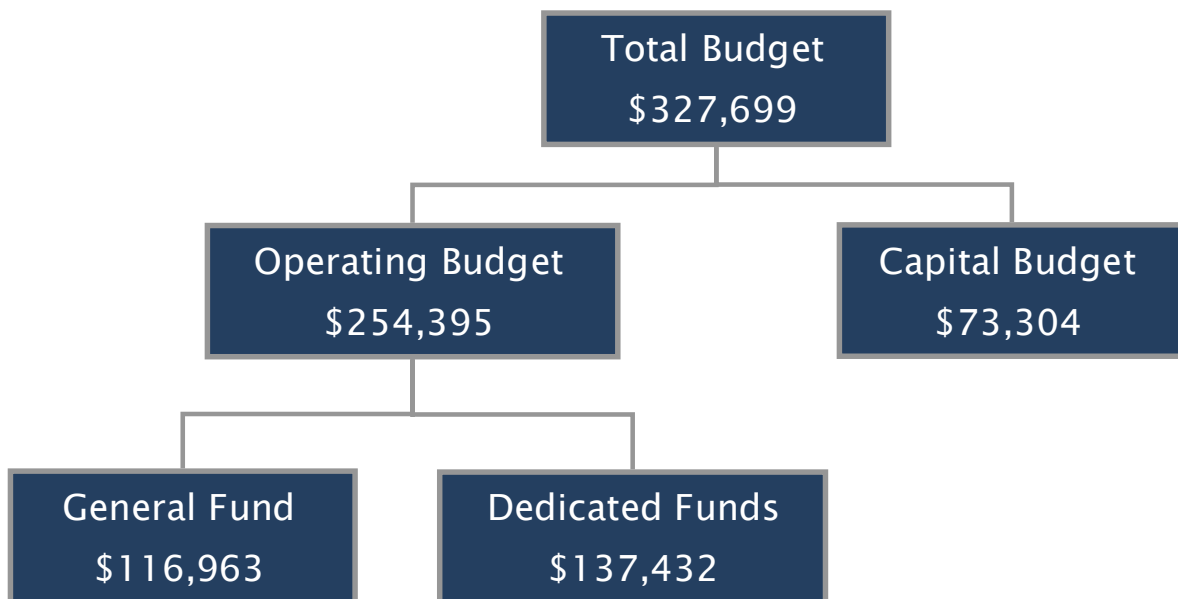 Total Budget
$327,699
Operating Budget
$254,395
Capital Budget
$73,304
General Fund
$116,963
Dedicated Funds
$137,432